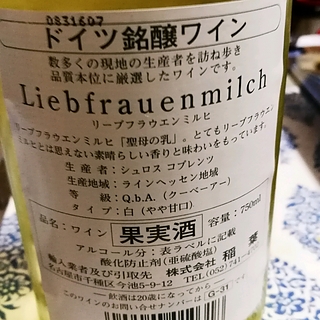 0831607
ドイツ銘醸ワイン
数多くの現地の生産者を訪ね歩き
品質本位に厳選したワインです。
Liebfrauenmilch
リープフラウエンミルヒ
リープフラウエンミルヒ「聖母の乳」。とてもリープフラウエ
ミルヒとは思えない素晴らしい香りと味わいをもっています。
生産者：シュロス コブレンツ
生産地域：ラインヘッセン地域
等級：Q.b.A.（クーベーアー）
タイプ：白（やや甘口）
品名：ワイン 果実酒 容量：750ml
アルコール分：表ラベルに記載
酸化防止剤（亜硫酸塩）
輸入業者及び引取先 株式会社 稲葉
名古屋市千種区今池5-9-12 TEL(052)741-
飲酒は20歳になってから
このワインのお問い合せナンバーは G-31